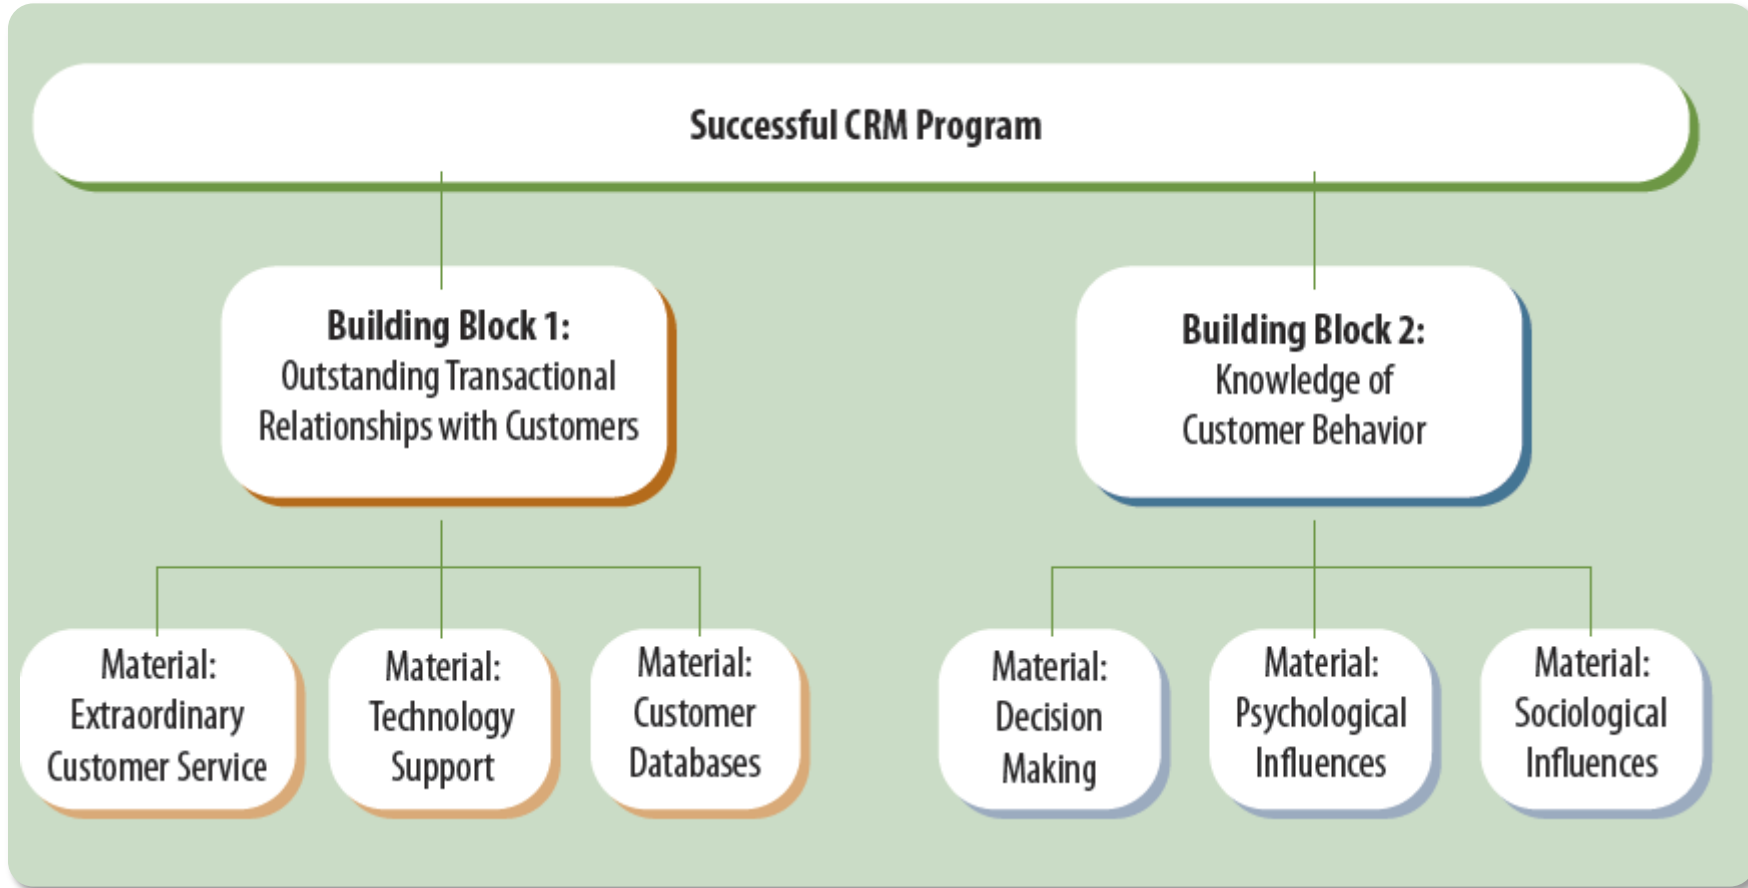 Successful CRM Program
Building Block 1:
Outstanding Transactional
Relationships with Customers
Building Block 2:
Knowledge of
Customer Behavior
Material:
Extraordinary
Customer Service
Material:
Technology
Support
Material:
Customer
Databases
Material:
Decision
Making
Material:
Psychological
Influences
Material:
Sociological
Influences